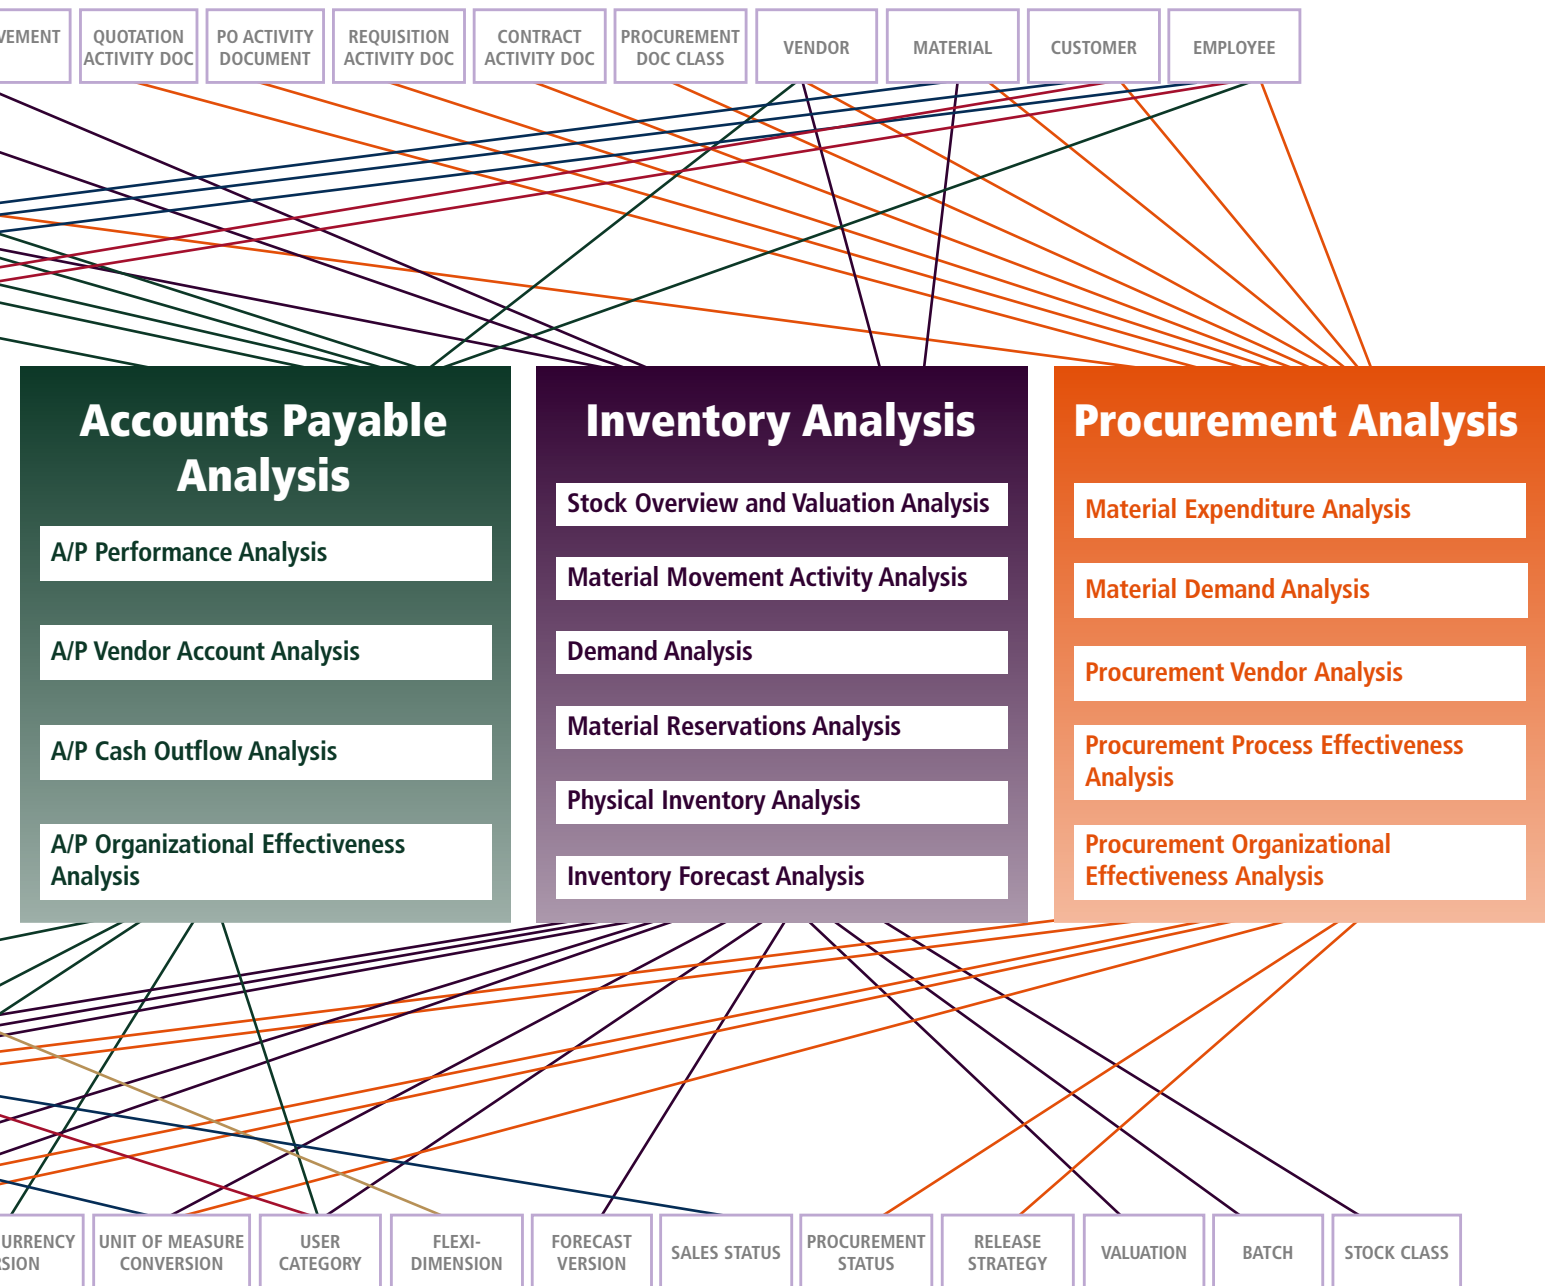 QUOTATION
ACTIVITY DOC
PO ACTIVITY
DOCUMENT
REQUISITION
ACTIVITY DOC
CONTRACT
ACTIVITY DOC
PROCUREMENT
DOC CLASS
VENDOR
MATERIAL
CUSTOMER
EMPLOYEE
Accounts Payable
Analysis
A/P Performance Analysis
A/P Vendor Account Analysis
A/P Cash Outflow Analysis
A/P Organizational Effectiveness
Analysis
Inventory Analysis
Stock Overview and Valuation Analysis
Material Movement Activity Analysis
Demand Analysis
Material Reservations Analysis
Physical Inventory Analysis
Inventory Forecast Analysis
Procurement Analysis
Material Expenditure Analysis
Material Demand Analysis
Procurement Vendor Analysis
Procurement Process Effectiveness
Analysis
Procurement Organizational
Effectiveness Analysis
UNIT OF MEASURE
CONVERSION
USER
CATEGORY
FLEXI-
DIMENSION
FORECAST
VERSION
SALES STATUS
PROCUREMENT
STATUS
RELEASE
STRATEGY
VALUATION
BATCH
STOCK CLASS